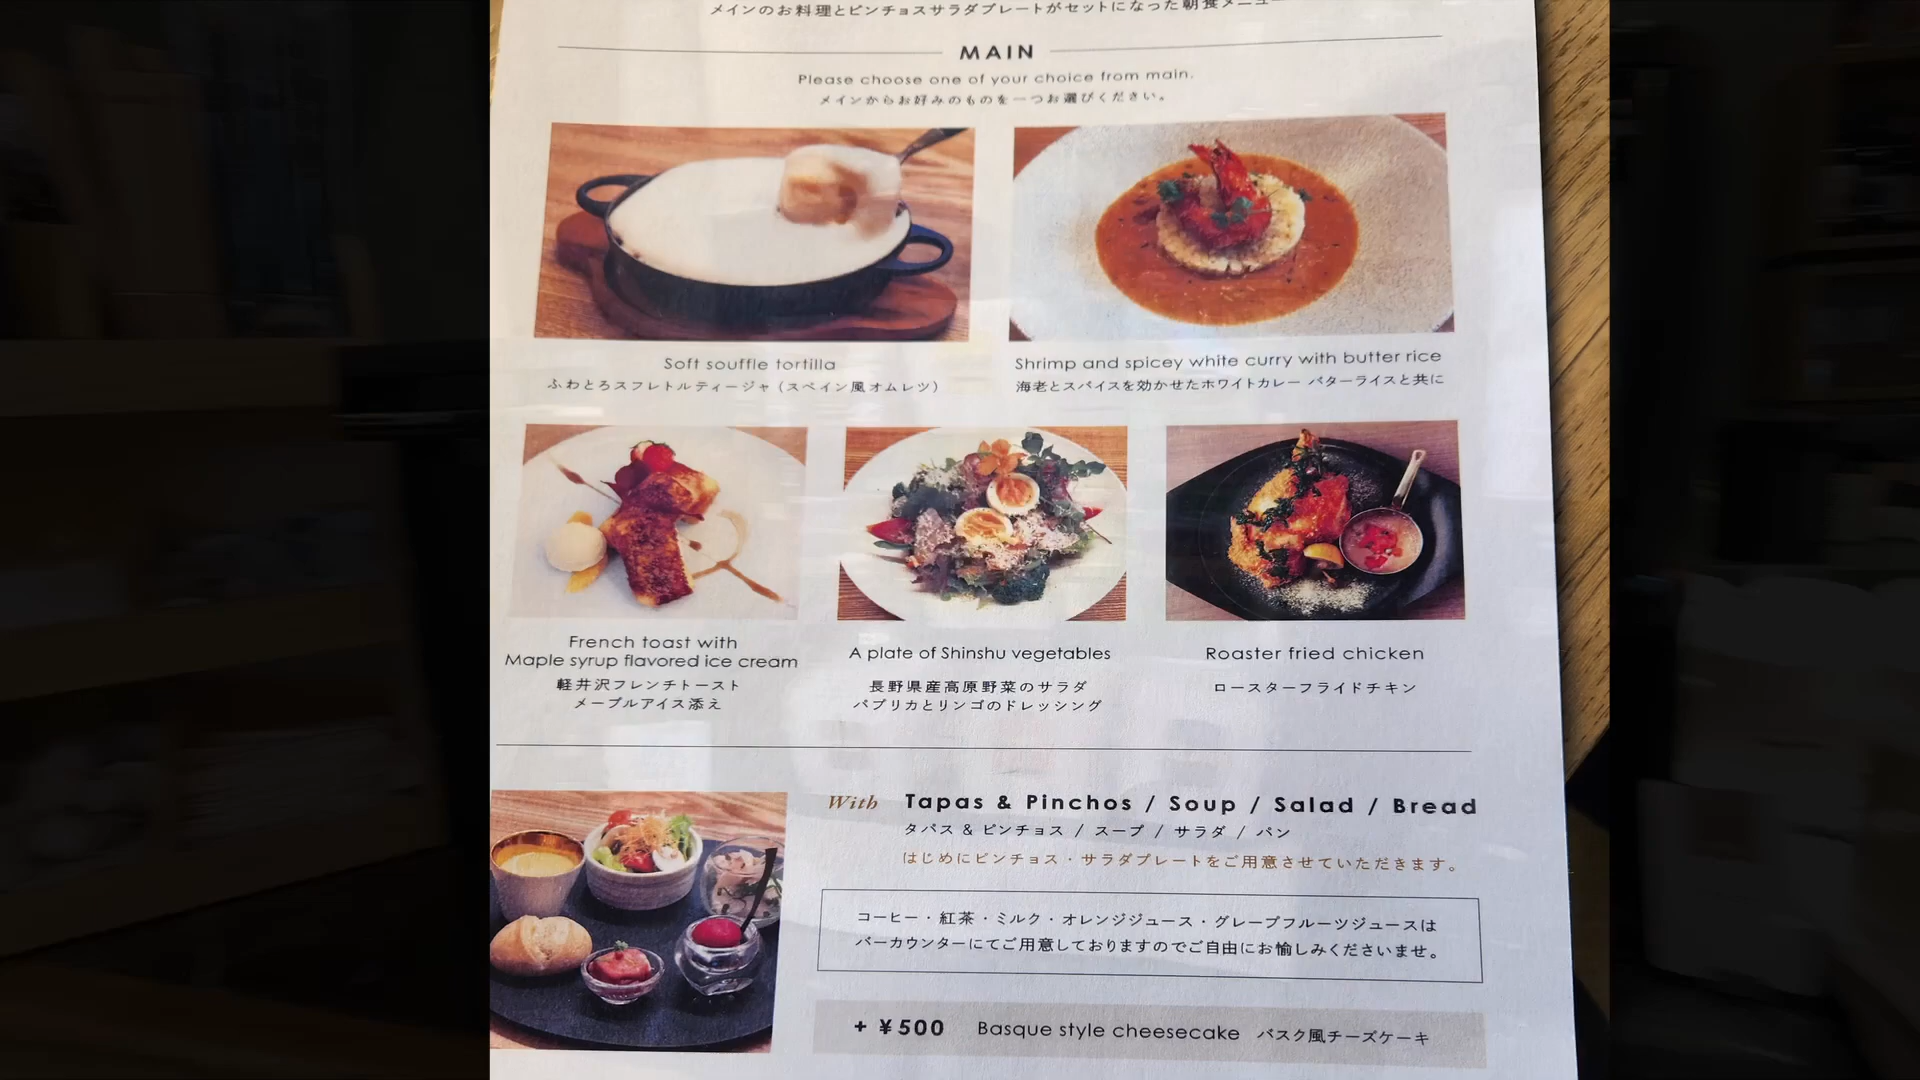 メインのお料理とピンチョスサラダプレートがセットになった朝食メニュー
MAIN
Please choose one of your choice from main.
メインからお好みのものを一つお選びください。
Soft souffle tortilla
ふわとろスフレトルティージャ（スペイン風オムレツ）
Shrimp and spicey white curry with butter rice
海老とスパイスを効かせたホワイトカレー バターライスと共に
French toast with
Maple syrup flavored ice cream
軽井沢フレンチトースト
メープルアイス添え
A plate of Shinshu vegetables
長野県産高原野菜のサラダ
パプリカとリンゴのドレッシング
Roaster fried chicken
ロースターフライドチキン
With Tapas & Pinchos / Soup / Salad / Bread
タパス & ピンチョス / スープ / サラダ / パン
はじめにピンチョス・サラダプレートをご用意させていただきます。
コーヒー・紅茶・ミルク・オレンジジュース・グレープフルーツジュースは
バーカウンターにてご用意しておりますのでご自由にお愉しみくださいませ。
+ ¥500 Basque style cheesecake バスク風チーズケーキ